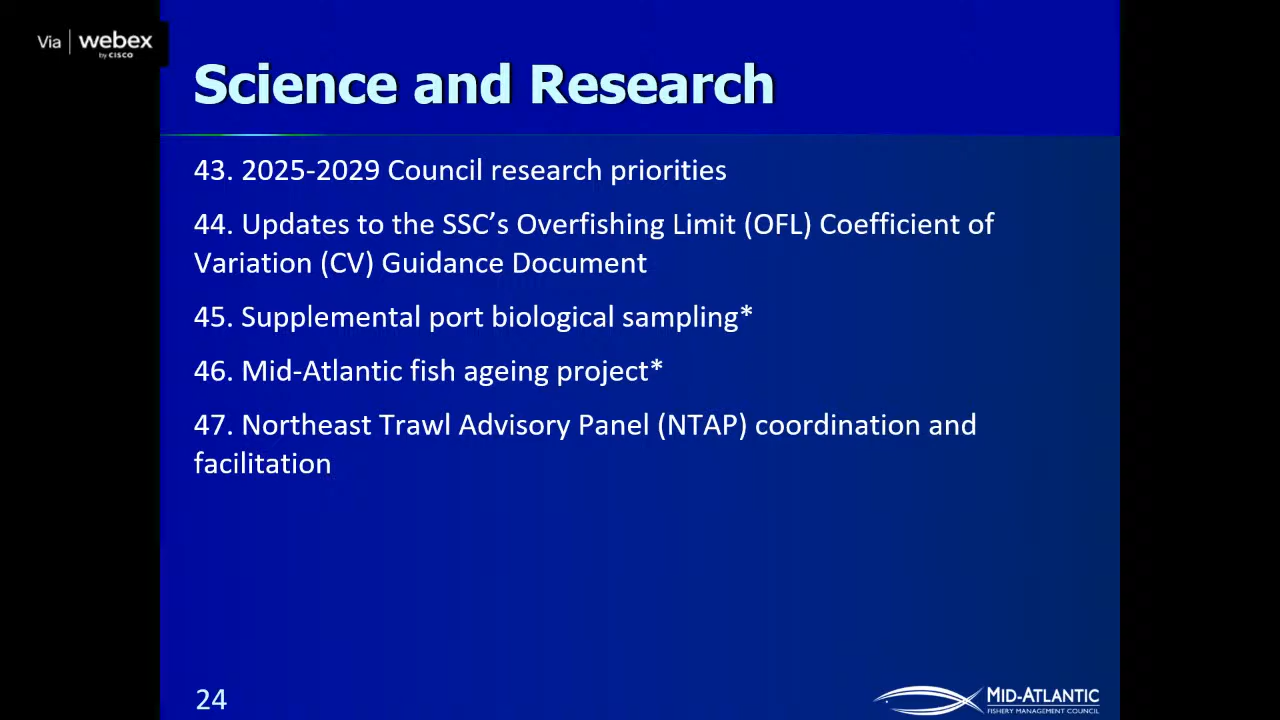 Via webex
by CISCO
Science and Research
43. 2025-2029 Council research priorities
44. Updates to the SSC’s Overfishing Limit (OFL) Coefficient of
Variation (CV) Guidance Document
45. Supplemental port biological sampling*
46. Mid-Atlantic fish ageing project*
47. Northeast Trawl Advisory Panel (NTAP) coordination and
facilitation
24
MID-ATLANTIC
FISHERY MANAGEMENT COUNCIL